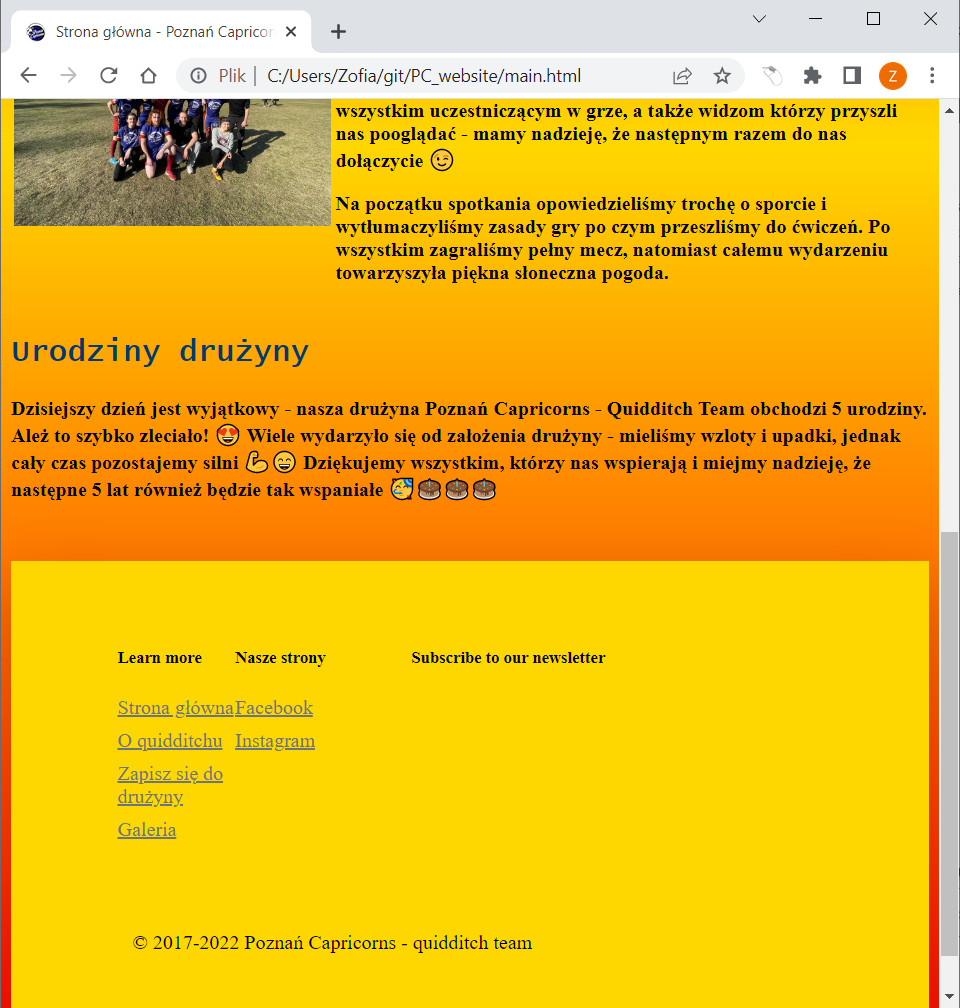 Strona główna - Poznań Capricor
Plik | C:/Users/Zofia/git/PC_website/main.html
Z
wszystkim uczestniczącym w grze, a także widzom którzy przyszli
nas pooglądać - mamy nadzieję, że następnym razem do nas
dołączycie 😉
Na początku spotkania opowiedzieliśmy trochę o sporcie i
wytłumaczyliśmy zasady gry po czym przeszliśmy do ćwiczeń. Po
wszystkim zagraliśmy pełny mecz, natomiast całemu wydarzeniu
towarzyszyła piękna słoneczna pogoda.
Urodziny drużyny
Dzisiejszy dzień jest wyjątkowy - nasza drużyna Poznań Capricorns - Quidditch Team obchodzi 5 urodziny.
Ależ to szybko zleciało! 😍 Wiele wydarzyło się od założenia drużyny - mieliśmy wzloty i upadki, jednak
cały czas pozostajemy silni 💪😄 Dziękujemy wszystkim, którzy nas wspierają i miejmy nadzieję, że
następne 5 lat również będzie tak wspaniałe 🥳🎂🎂🎂
Learn more Nasze strony Subscribe to our newsletter
Strona główna Facebook
O quidditchu Instagram
Zapisz się do
drużyny
Galeria
© 2017-2022 Poznań Capricorns - quidditch team